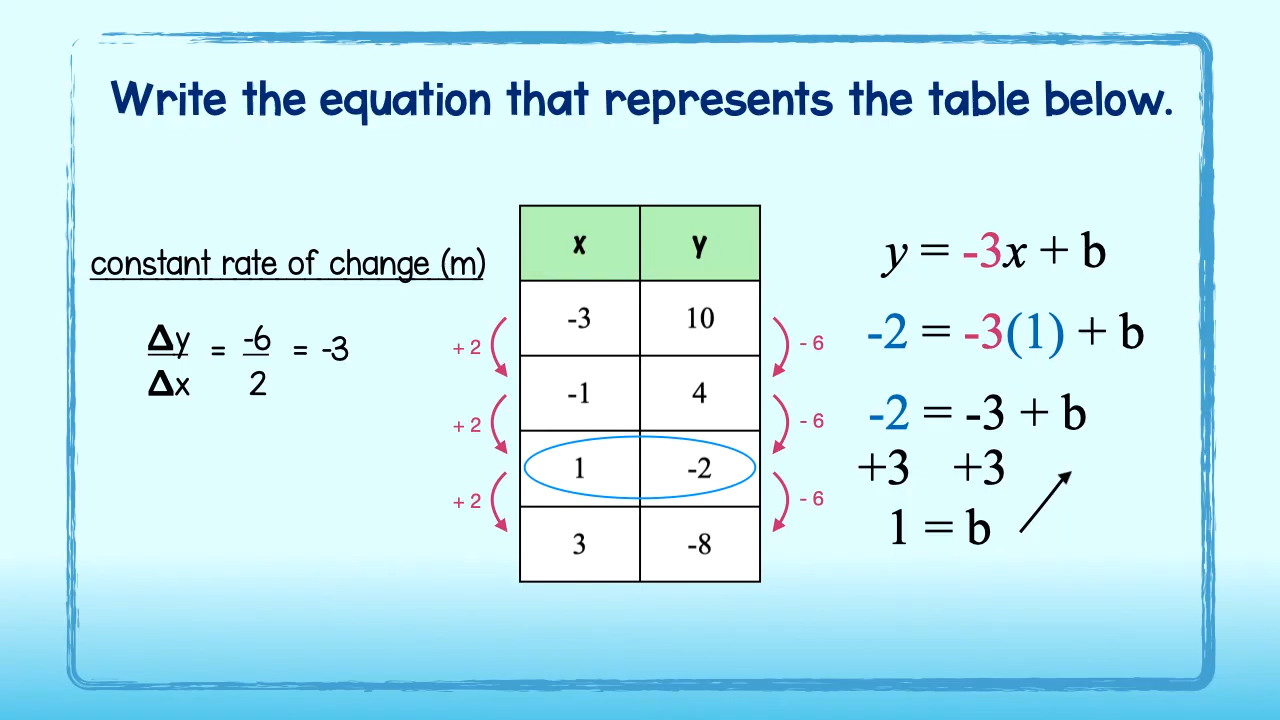 Write the equation that represents the table below.
constant rate of change (m)
Δy/Δx = -6/2 = -3
x y
-3 10
+ 2 - 6
-1 4
+ 2 - 6
1 -2
+ 2 - 6
3 -8
y = -3x + b
-2 = -3(1) + b
-2 = -3 + b
+3 +3
1 = b